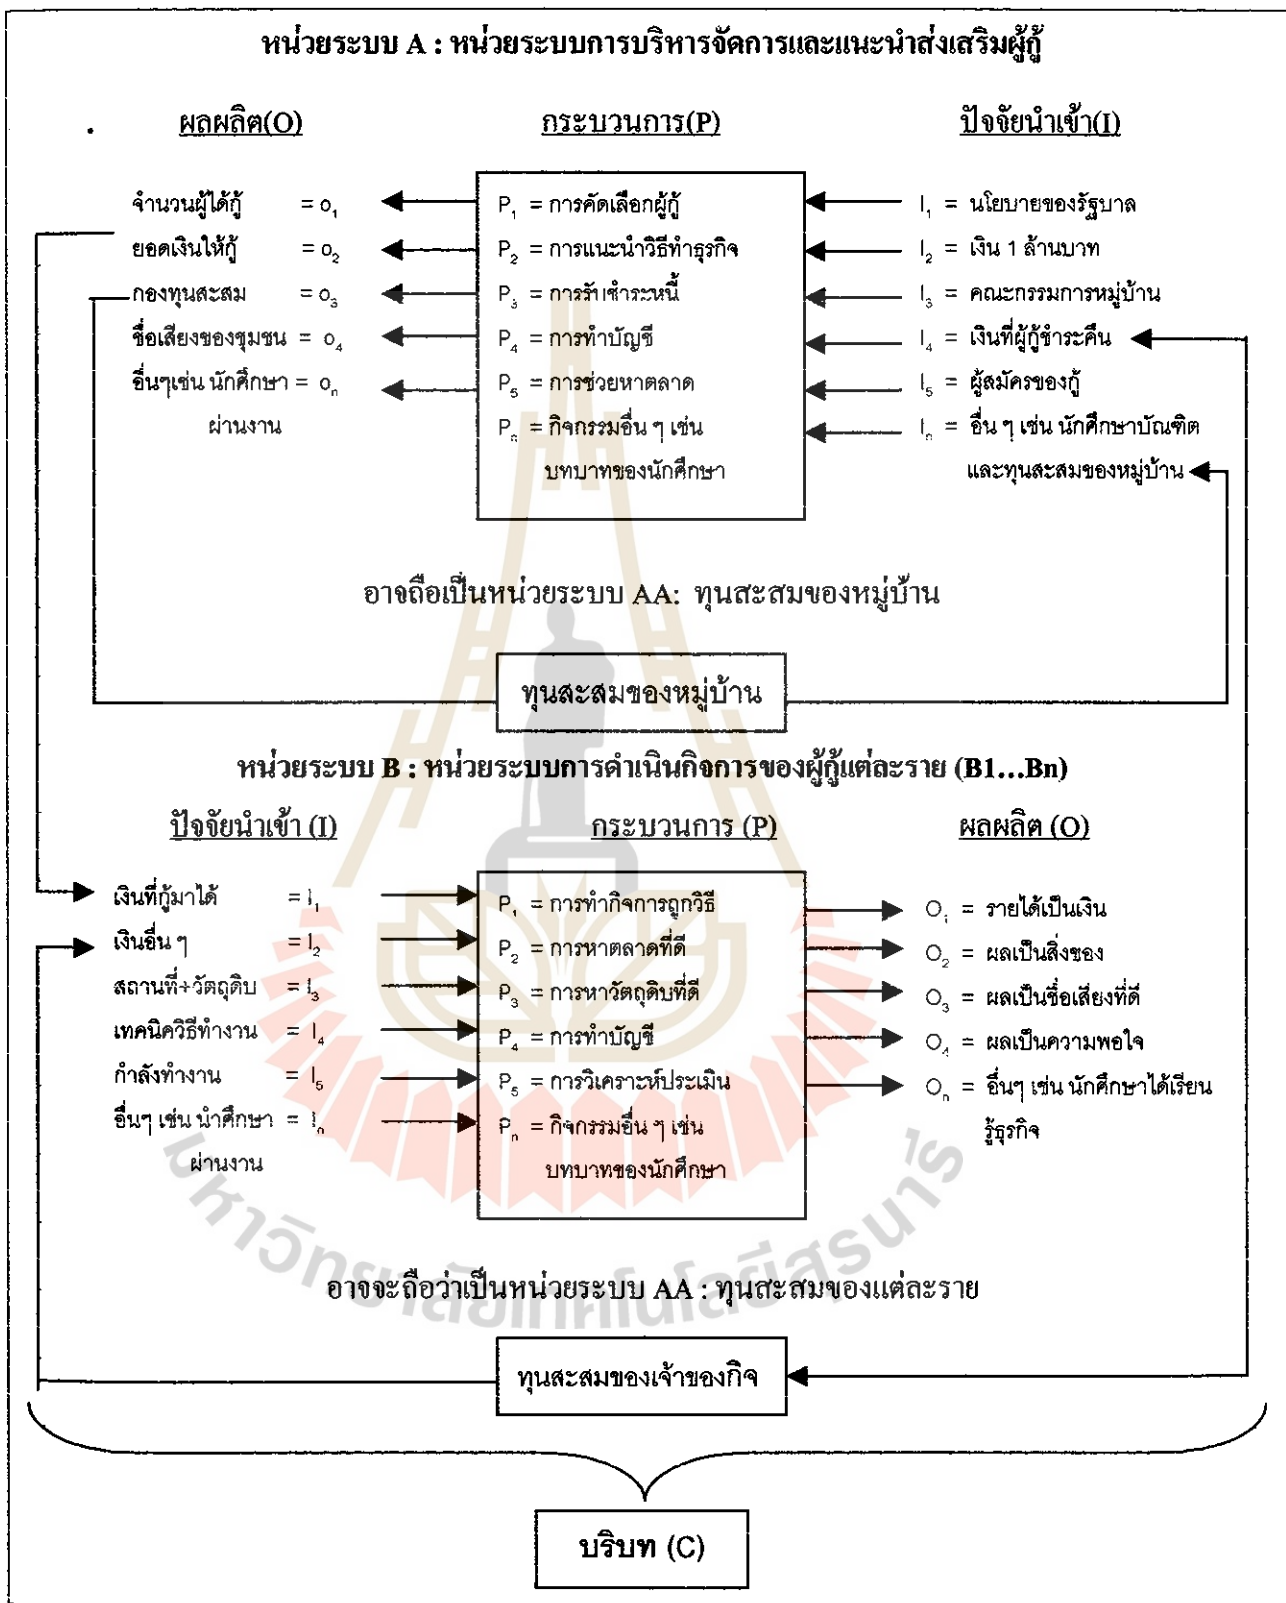 หน่วยระบบ A : หน่วยระบบการบริหารจัดการและแนะนำส่งเสริมผู้กู้
ผลผลิต(O) กระบวนการ(P) ปัจจัยนำเข้า(I)
จำนวนผู้ได้กู้ = o1 P1 = การคัดเลือกผู้กู้ I1 = นโยบายของรัฐบาล
ยอดเงินให้กู้ = o2 P2 = การแนะนำวิธีทำธุรกิจ I2 = เงิน 1 ล้านบาท
กองทุนสะสม = o3 P3 = การรับชำระหนี้ I3 = คณะกรรมการหมู่บ้าน
ชื่อเสียงของชุมชน = o4 P4 = การทำบัญชี I4 = เงินที่ผู้กู้ชำระคืน
อื่นๆเช่น นักศึกษา = on P5 = การช่วยหาตลาด I5 = ผู้สมัครของกู้
ผ่านงาน Pn = กิจกรรมอื่น ๆ เช่น In = อื่น ๆ เช่น นักศึกษาบัณฑิต
บทบาทของนักศึกษา และทุนสะสมของหมู่บ้าน
อาจถือเป็นหน่วยระบบ AA: ทุนสะสมของหมู่บ้าน
ทุนสะสมของหมู่บ้าน
หน่วยระบบ B : หน่วยระบบการดำเนินกิจการของผู้กู้แต่ละราย (B1...Bn)
ปัจจัยนำเข้า (I) กระบวนการ (P) ผลผลิต (O)
เงินที่กู้มาได้ = I1 P1 = การทำกิจการถูกวิธี O1 = รายได้เป็นเงิน
เงินอื่น ๆ = I2 P2 = การหาตลาดที่ดี O2 = ผลเป็นสิ่งของ
สถานที่+วัตถุดิบ = I3 P3 = การหาวัตถุดิบที่ดี O3 = ผลเป็นชื่อเสียงที่ดี
เทคนิควิธีทำงาน = I4 P4 = การทำบัญชี O4 = ผลเป็นความพอใจ
กำลังทำงาน = I5 P5 = การวิเคราะห์ประเมิน On = อื่นๆ เช่น นักศึกษาได้เรียน
อื่นๆ เช่น นำศึกษา = In Pn = กิจกรรมอื่น ๆ เช่น รู้ธุรกิจ
ผ่านงาน บทบาทของนักศึกษา
มหาวิทยาลัยเทคโนโลยีสุรนารี
อาจจะถือว่าเป็นหน่วยระบบ AA : ทุนสะสมของแต่ละราย
ทุนสะสมของเจ้าของกิจ
บริบท (C)